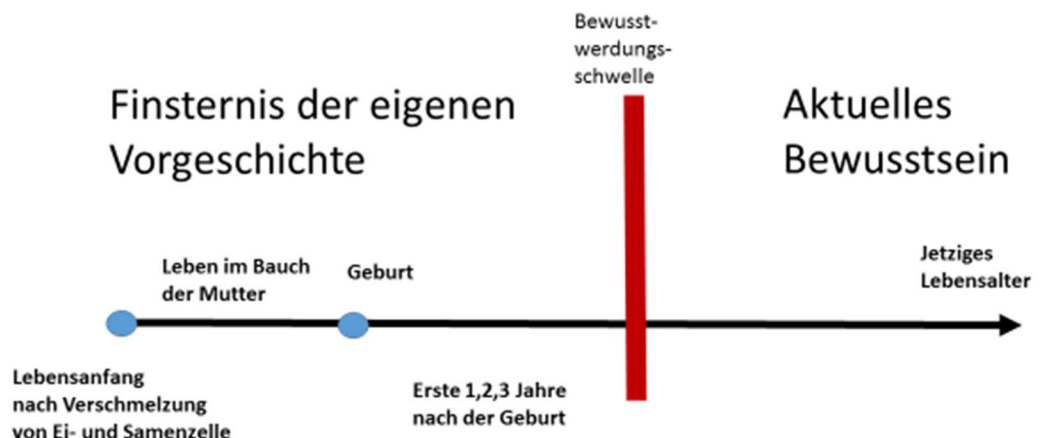 Bewusst-
werdungs-
schwelle
Finsternis der eigenen
Vorgeschichte
Aktuelles
Bewusstsein
Leben im Bauch
der Mutter
Geburt
Jetziges
Lebensalter
Lebensanfang
nach Verschmelzung
von Ei- und Samenzelle
Erste 1,2,3 Jahre
nach der Geburt